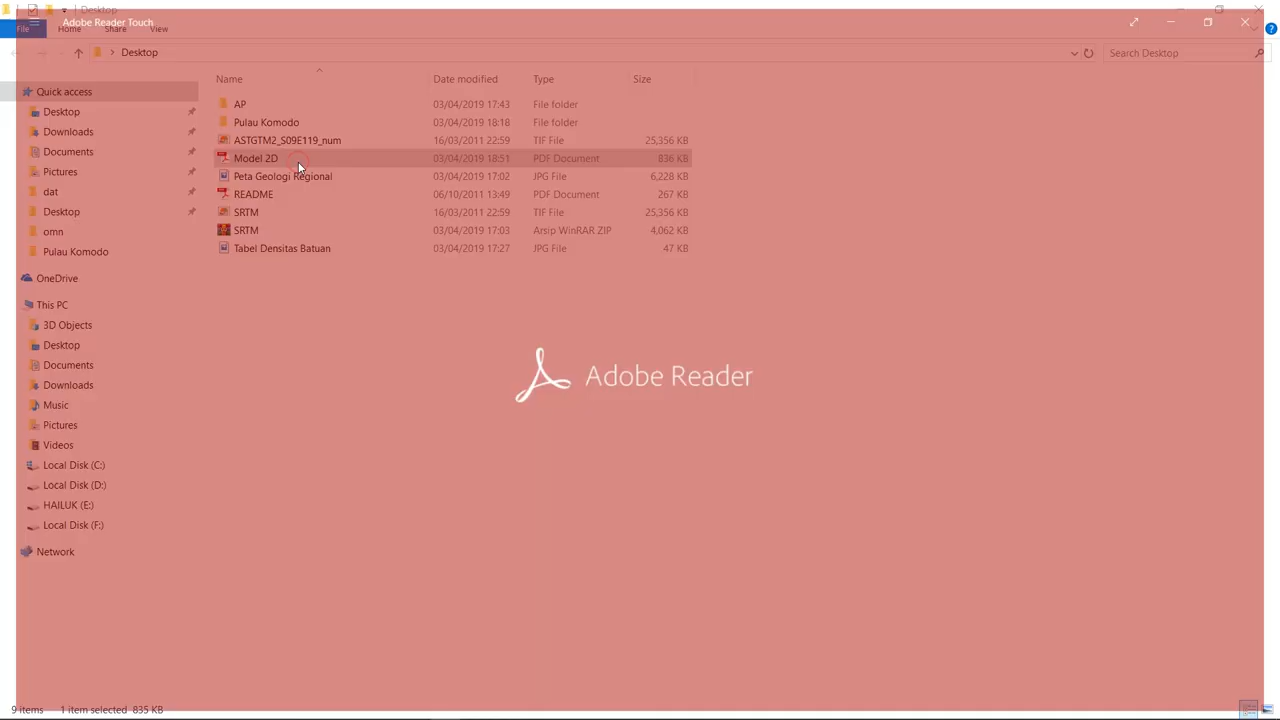 Desktop
Adobe Reader Touch
File Home Share View
Desktop Search Desktop
Name Date modified Type Size
Quick access
Desktop
Downloads
Documents
Pictures
dat
Desktop
omn
Pulau Komodo
OneDrive
This PC
3D Objects
Desktop
Documents
Downloads
Music
Pictures
Videos
Local Disk (C:)
Local Disk (D:)
HAILUK (E:)
Local Disk (F:)
Network
AP 03/04/2019 17:43 File folder
Pulau Komodo 03/04/2019 18:18 File folder
ASTGTM2_S09E119_num 16/03/2011 22:59 TIF File 25,356 KB
Model 2D 03/04/2019 18:51 PDF Document 836 KB
Peta Geologi Regional 03/04/2019 17:02 JPG File 6,228 KB
README 06/10/2011 13:49 PDF Document 267 KB
SRTM 16/03/2011 22:59 TIF File 25,356 KB
SRTM 03/04/2019 17:03 Arsip WinRAR ZIP 4,062 KB
Tabel Densitas Batuan 03/04/2019 17:27 JPG File 47 KB
Adobe Reader
9 items 1 item selected 835 KB